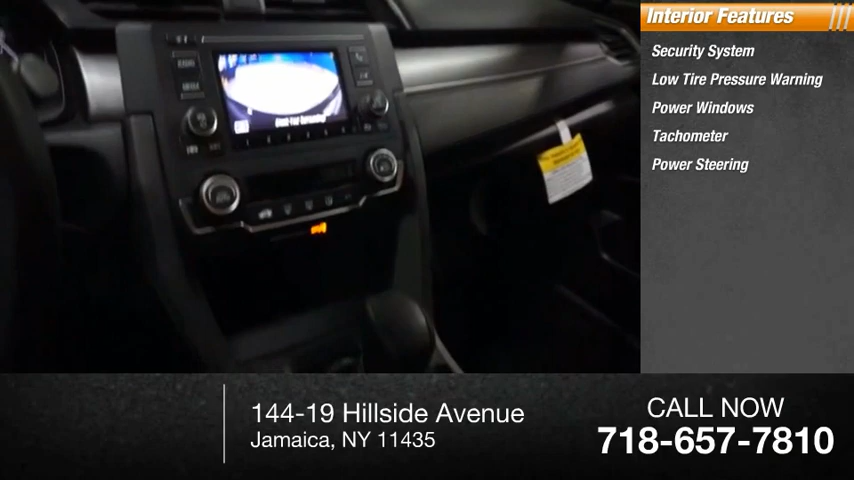 Interior Features
Security System
Low Tire Pressure Warning
Power Windows
Tachometer
Power Steering
144-19 Hillside Avenue
Jamaica, NY 11435
CALL NOW
718-657-7810